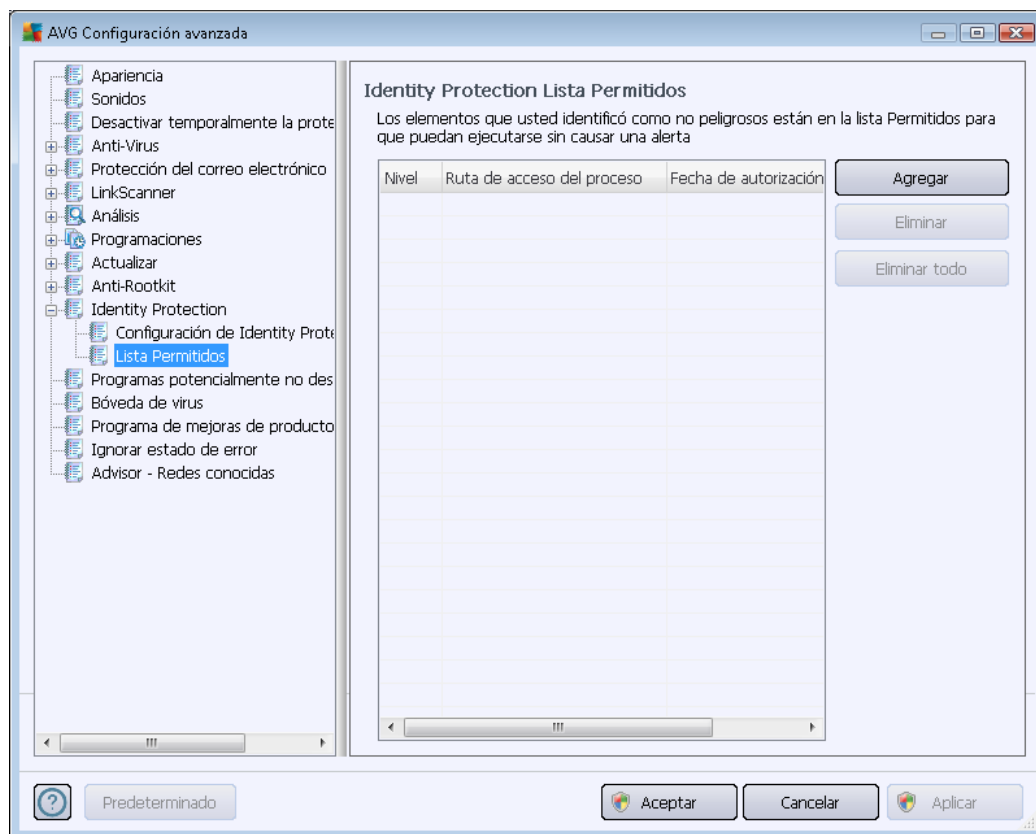 AVG Configuración avanzada
Apariencia
Sonidos
Desactivar temporalmente la prote
Anti-Virus
Protección del correo electrónico
LinkScanner
Análisis
Programaciones
Actualizar
Anti-Rootkit
Identity Protection
Configuración de Identity Prote
Lista Permitidos
Programas potencialmente no des
Bóveda de virus
Programa de mejoras de producto
Ignorar estado de error
Advisor - Redes conocidas
Identity Protection Lista Permitidos
Los elementos que usted identificó como no peligrosos están en la lista Permitidos para
que puedan ejecutarse sin causar una alerta
Nivel Ruta de acceso del proceso Fecha de autorización
Agregar
Eliminar
Eliminar todo
Predeterminado
Aceptar
Cancelar
Aplicar